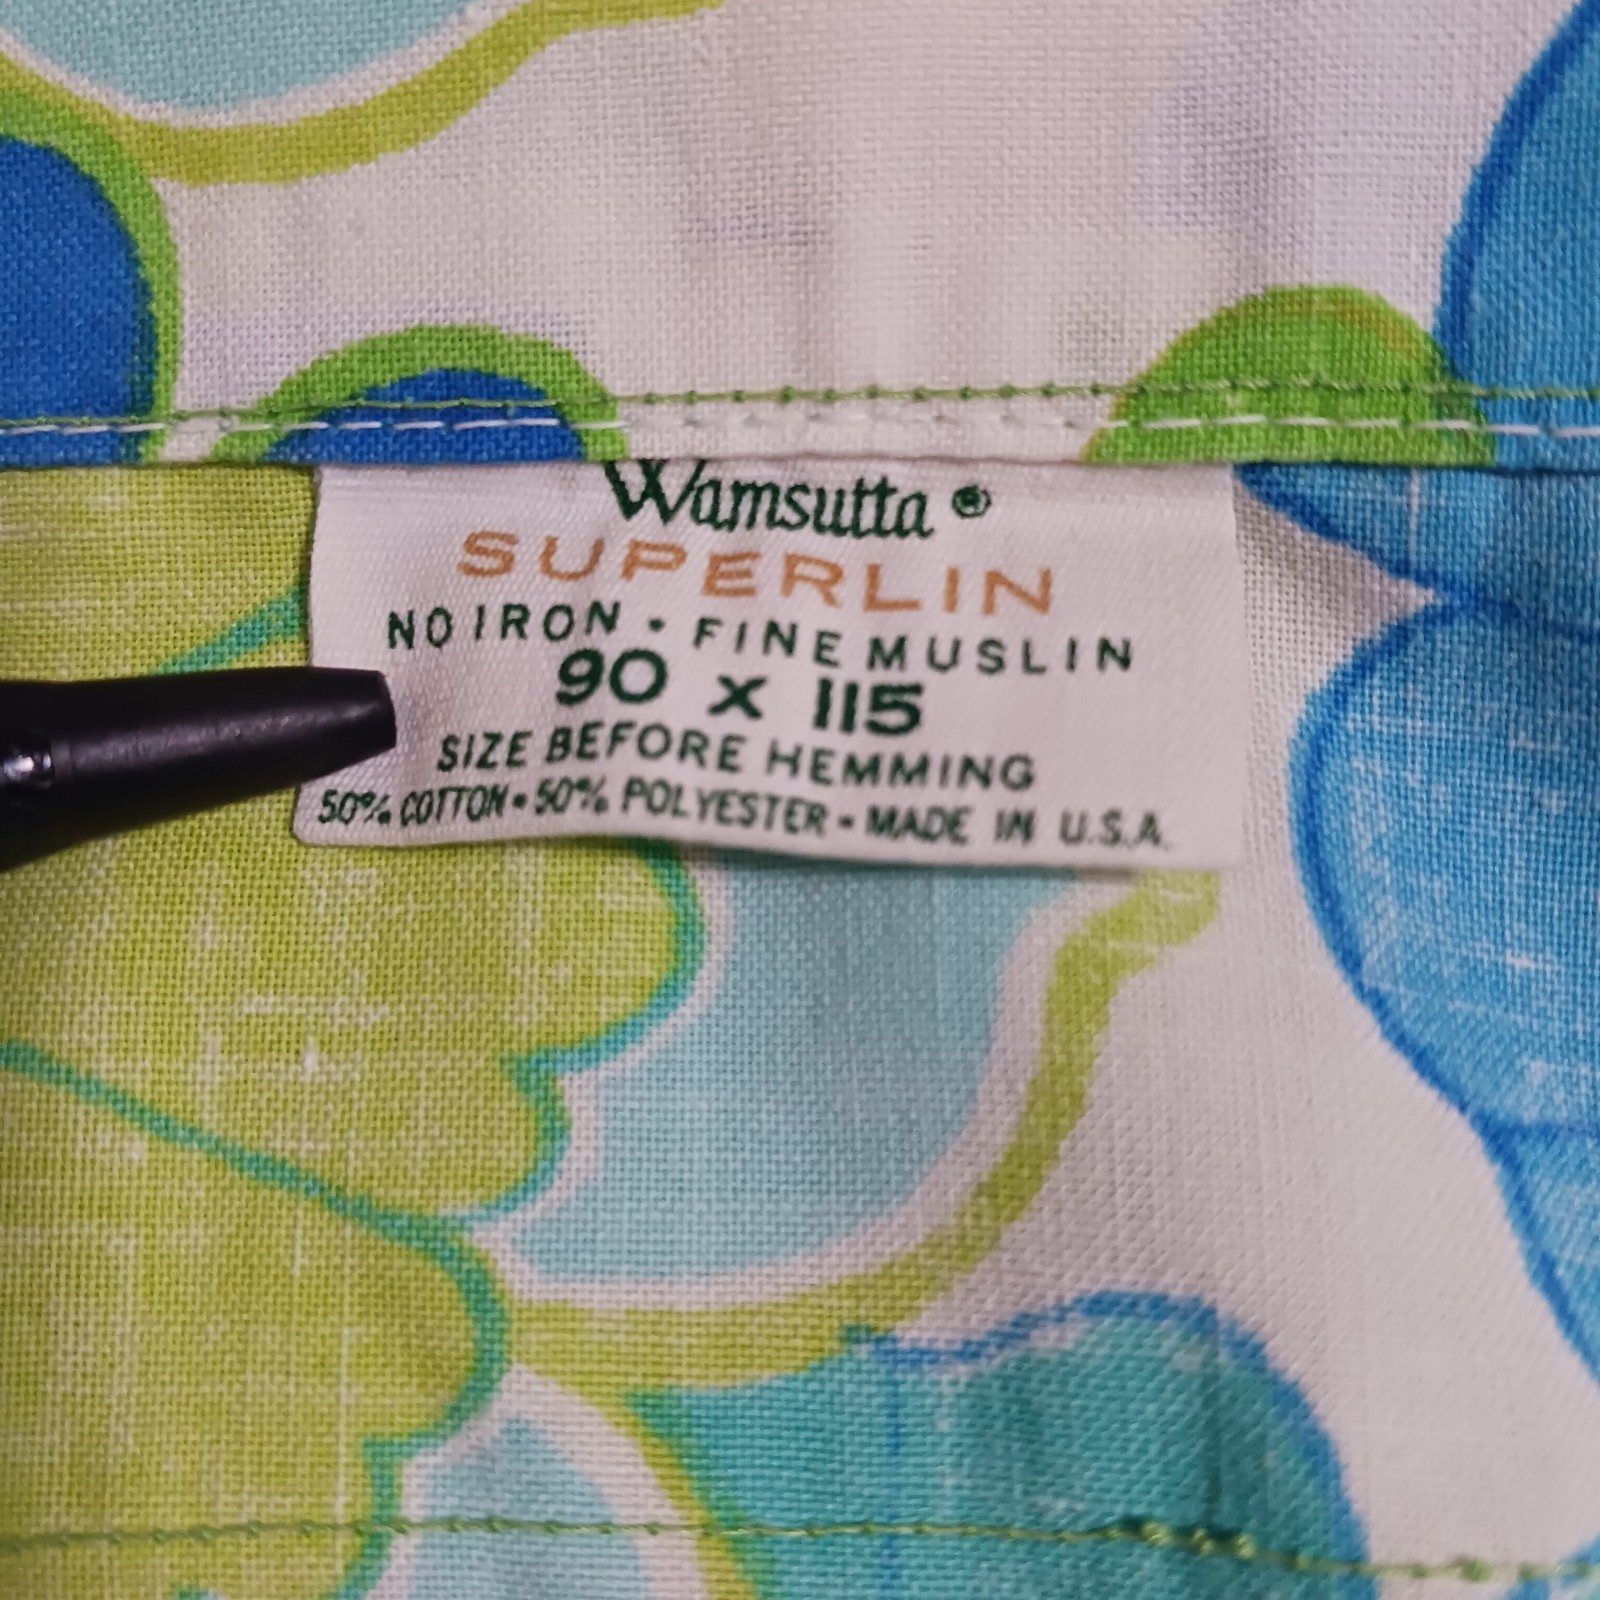 Wamsutta ®
SUPERLIN
NO IRON • FINE MUSLIN
90 x 115
SIZE BEFORE HEMMING
50% COTTON • 50% POLYESTER • MADE IN U.S.A.